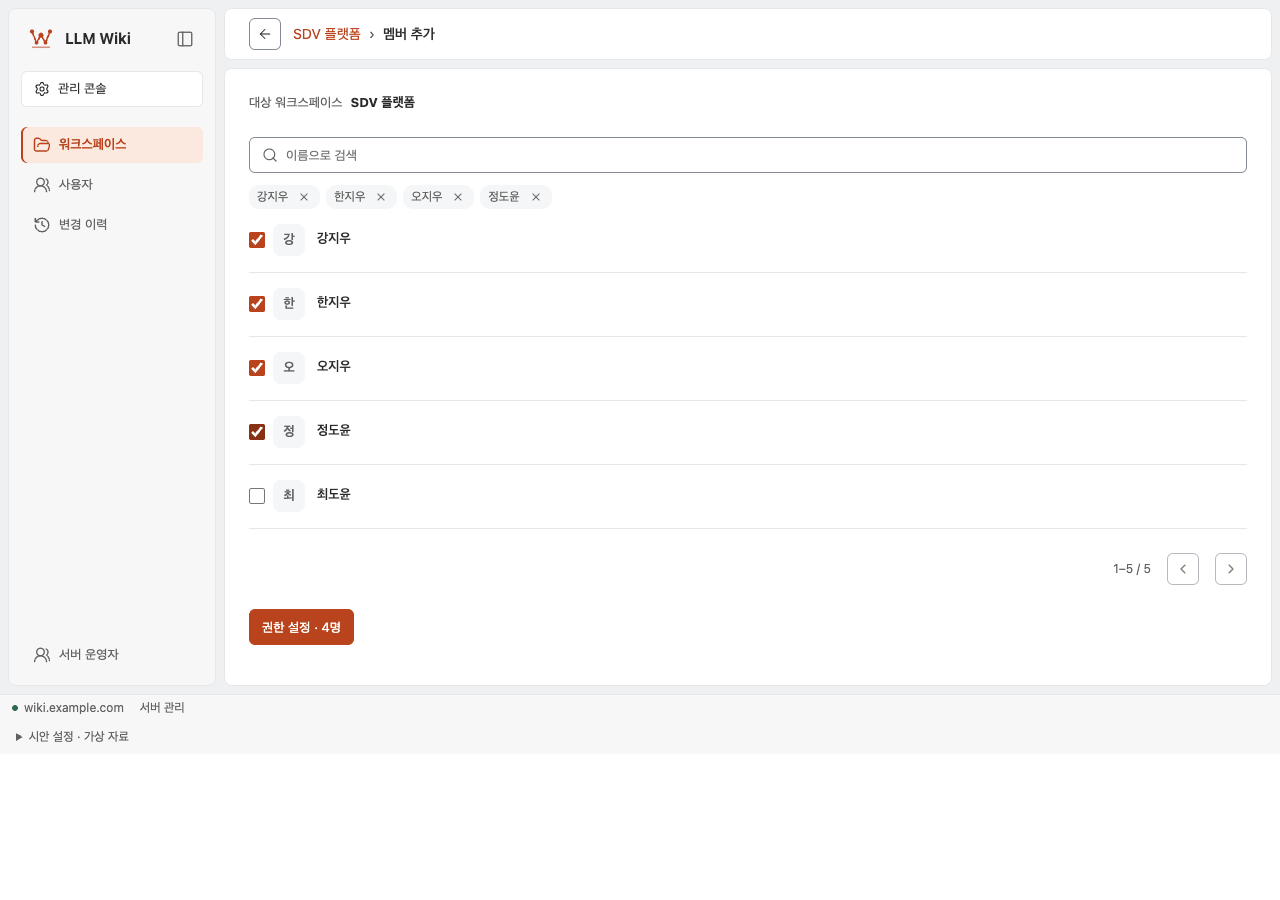 LLM Wiki
관리 콘솔
워크스페이스
사용자
변경 이력
서버 운영자
SDV 플랫폼 › 멤버 추가
대상 워크스페이스 SDV 플랫폼
이름으로 검색
강지우 × 한지우 × 오지우 × 정도윤 ×
강 강지우
한 한지우
오 오지우
정 정도윤
최 최도윤
1–5 / 5
권한 설정 · 4명
wiki.example.com 서버 관리
시안 설정 · 가상 자료